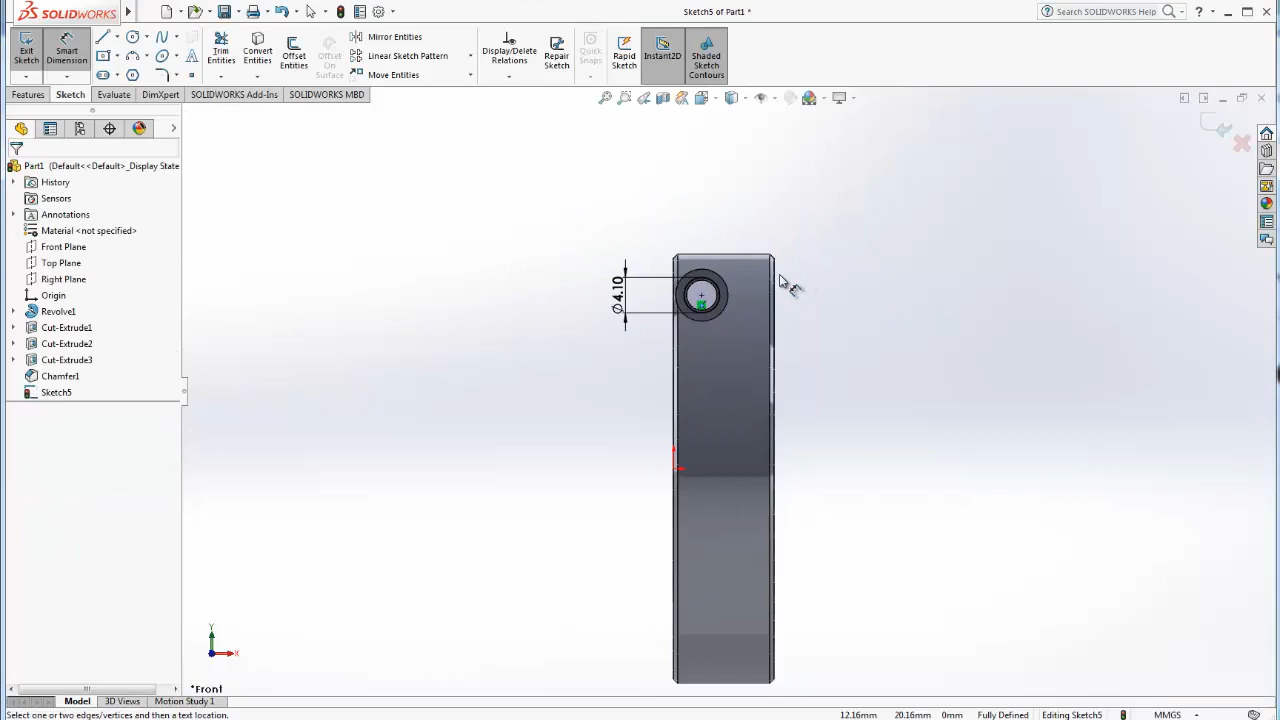 SOLIDWORKS
Sketch5 of Part1 *
Search SOLIDWORKS Help
?
Exit Sketch
Smart Dimension
Trim Entities
Convert Entities
Offset Entities
Offset On Surface
Mirror Entities
Linear Sketch Pattern
Move Entities
Display/Delete Relations
Repair Sketch
Quick Snaps
Rapid Sketch
Instant2D
Shaded Sketch Contours
Features
Sketch
Evaluate
DimXpert
SOLIDWORKS Add-Ins
SOLIDWORKS MBD
Part1 (Default<<Default>_Display State
History
Sensors
Annotations
Material <not specified>
Front Plane
Top Plane
Right Plane
Origin
Revolve1
Cut-Extrude1
Cut-Extrude2
Cut-Extrude3
Chamfer1
Sketch5
Ø4.10
Y
X
*Front
Model
3D Views
Motion Study 1
Select one or two edges/vertices and then a text location.
12.16mm
20.16mm
0mm
Fully Defined
Editing Sketch5
MMGS